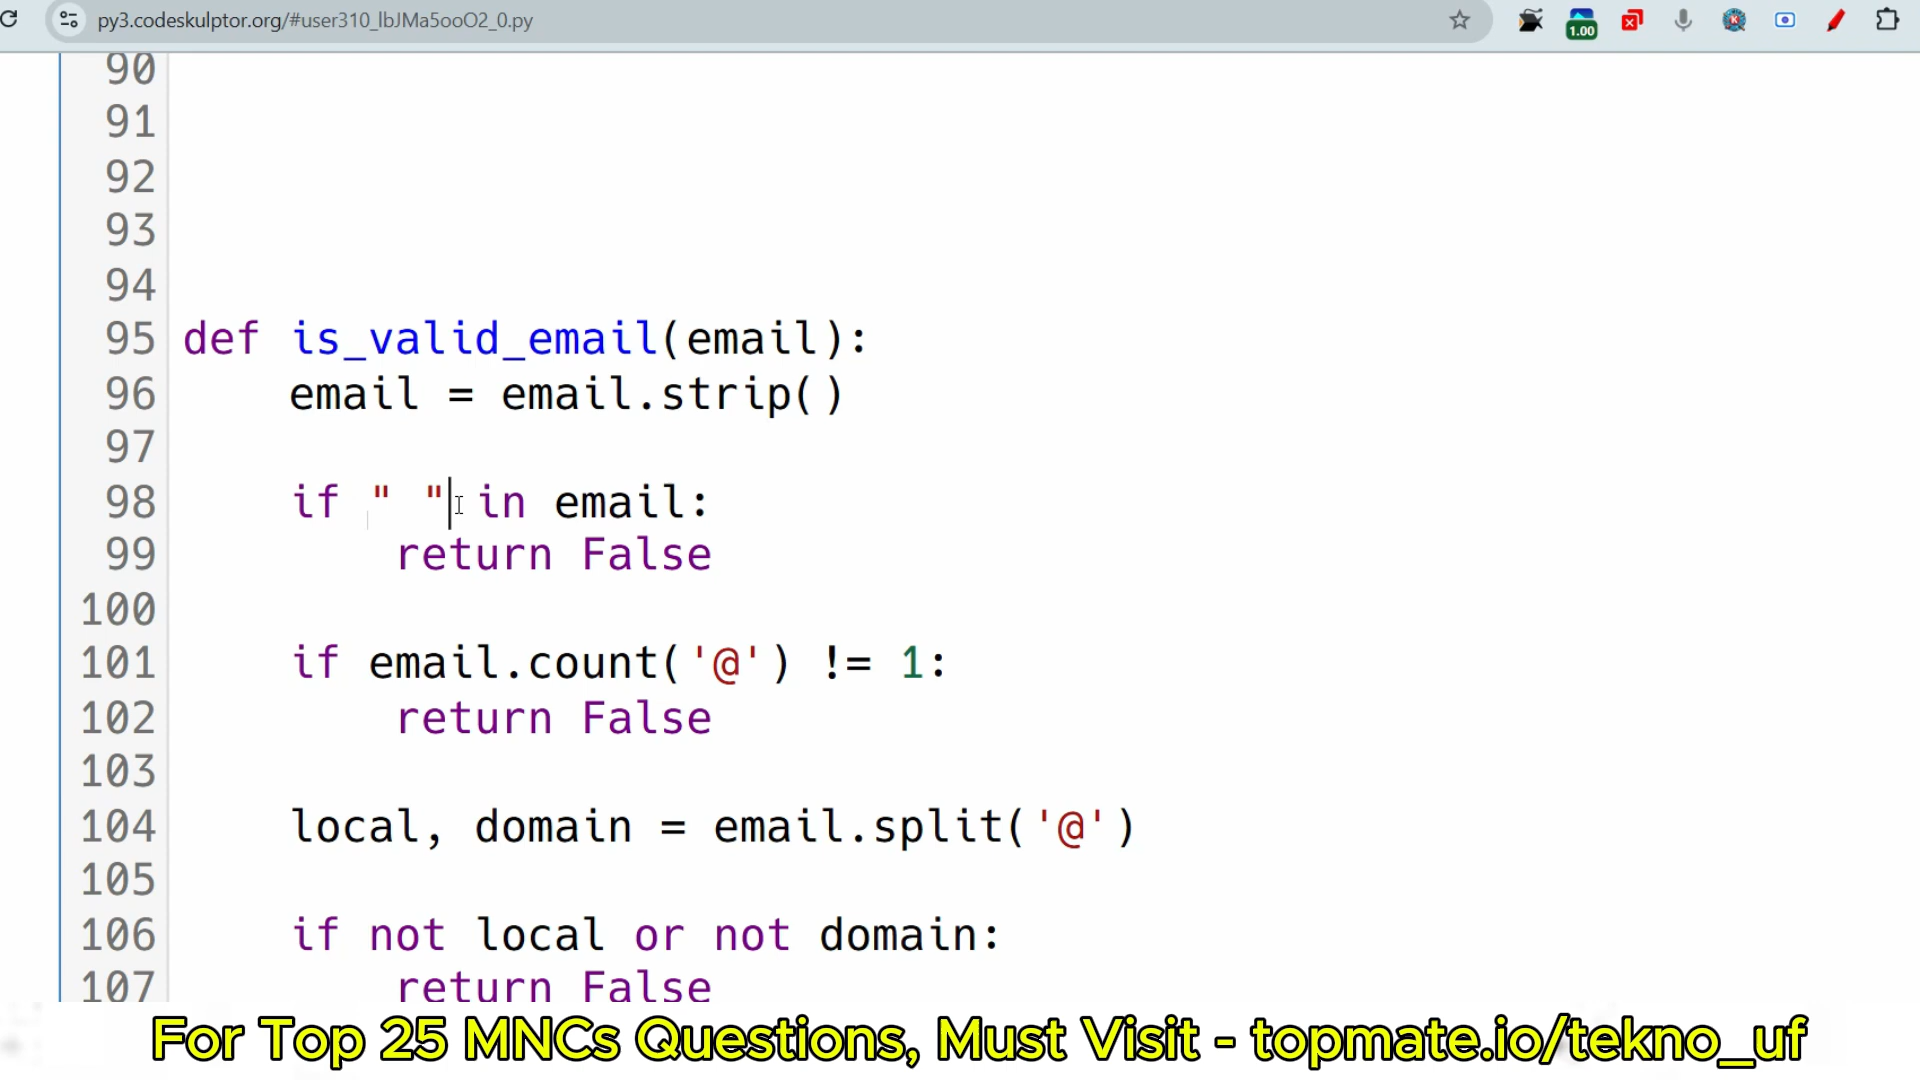 py3.codeskulptor.org/#user310_lbJMa5ooO2_0.py
1.00
90
91
92
93
94
95 def is_valid_email(email):
96 email = email.strip()
97
98 if " " in email:
99 return False
100
101 if email.count('@') != 1:
102 return False
103
104 local, domain = email.split('@')
105
106 if not local or not domain:
107 return False
For Top 25 MNCs Questions, Must Visit - topmate.io/tekno_uf